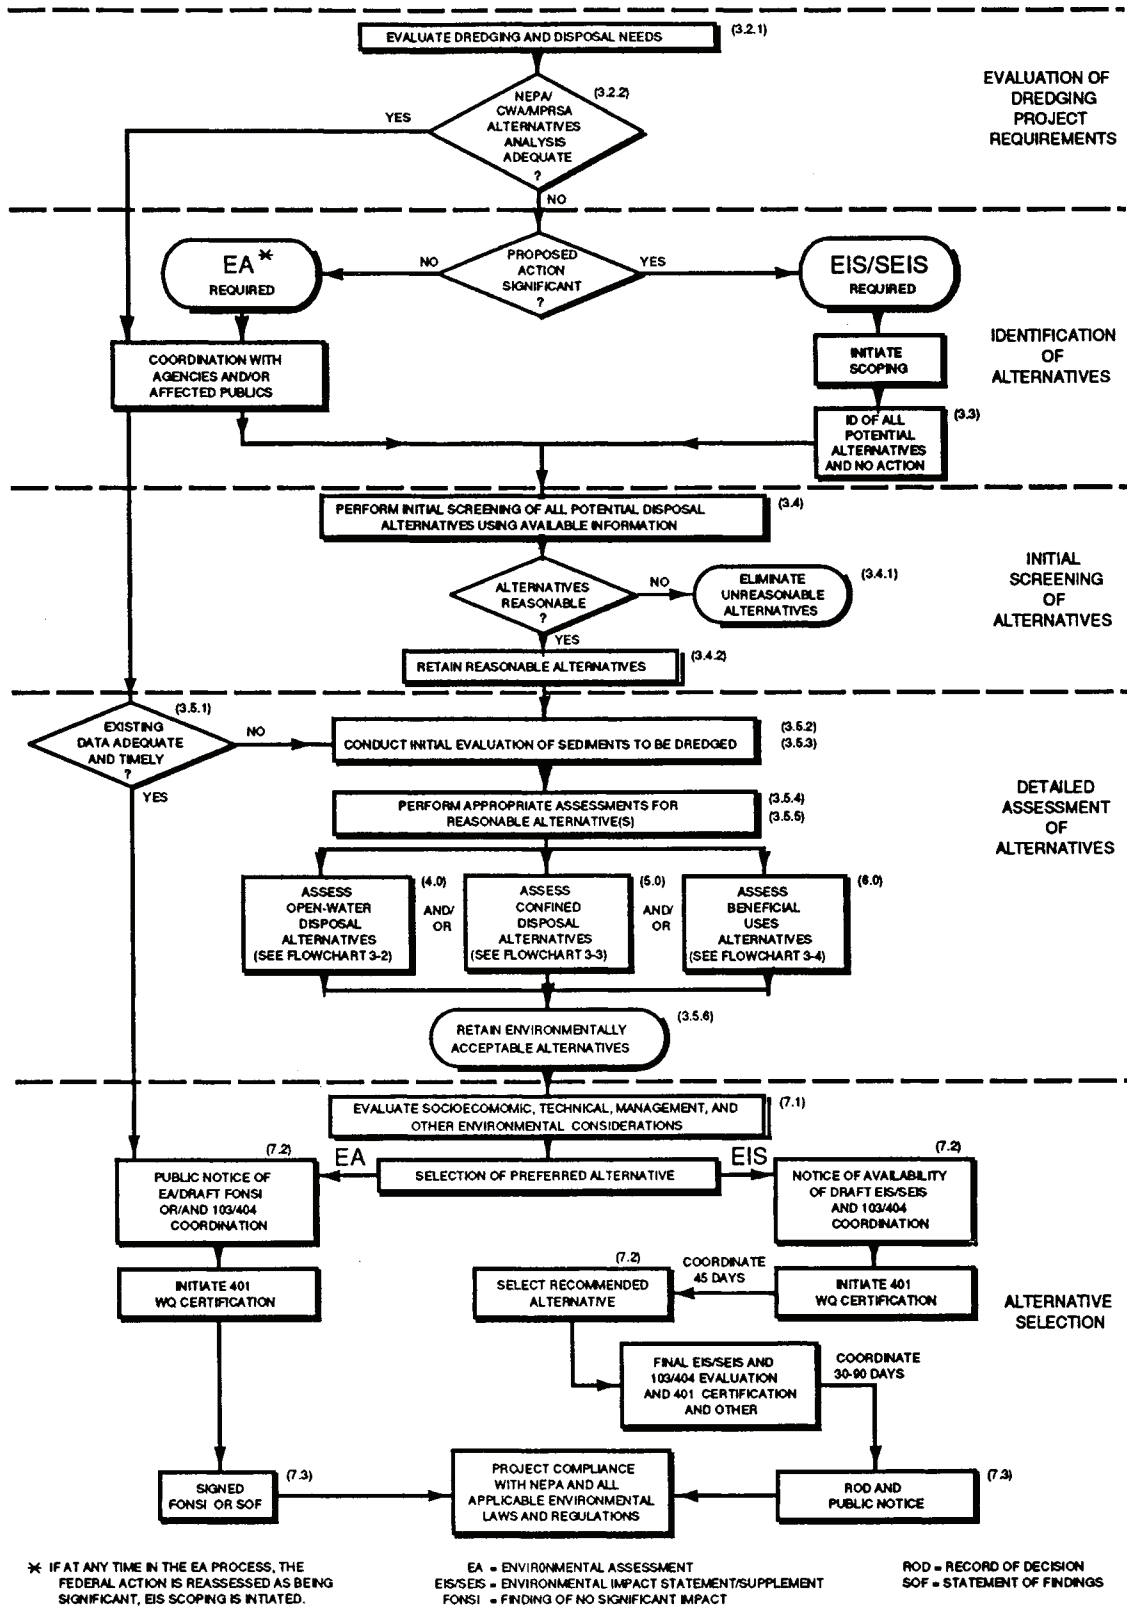 EVALUATE DREDGING AND DISPOSAL NEEDS
(3.2.1)
EVALUATION OF
DREDGING
PROJECT
REQUIREMENTS
NEPA/
CWA/MPRSA
ALTERNATIVES
ANALYSIS
ADEQUATE
?
(3.2.2)
YES
NO
PROPOSED
ACTION
SIGNIFICANT
?
NO
YES
EA*
REQUIRED
EIS/SEIS
REQUIRED
COORDINATION WITH
AGENCIES AND/OR
AFFECTED PUBLICS
INITIATE
SCOPING
IDENTIFICATION
OF
ALTERNATIVES
ID OF ALL
POTENTIAL
ALTERNATIVES
AND NO ACTION
(3.3)
PERFORM INITIAL SCREENING OF ALL POTENTIAL DISPOSAL
ALTERNATIVES USING AVAILABLE INFORMATION
(3.4)
ALTERNATIVES
REASONABLE
?
NO
ELIMINATE
UNREASONABLE
ALTERNATIVES
(3.4.1)
INITIAL
SCREENING
OF
ALTERNATIVES
YES
RETAIN REASONABLE ALTERNATIVES
(3.4.2)
(3.5.1)
EXISTING
DATA ADEQUATE
AND TIMELY
?
NO
YES
CONDUCT INITIAL EVALUATION OF SEDIMENTS TO BE DREDGED
(3.5.2)
(3.5.3)
PERFORM APPROPRIATE ASSESSMENTS FOR
REASONABLE ALTERNATIVE(S)
(3.5.4)
(3.5.5)
DETAILED
ASSESSMENT
OF
ALTERNATIVES
ASSESS
OPEN-WATER
DISPOSAL
ALTERNATIVES
(SEE FLOWCHART 3-2)
(4.0)
AND/
OR
ASSESS
CONFINED
DISPOSAL
ALTERNATIVES
(SEE FLOWCHART 3-3)
(5.0)
AND/
OR
ASSESS
BENEFICIAL
USES
ALTERNATIVES
(SEE FLOWCHART 3-4)
(6.0)
RETAIN ENVIRONMENTALLY
ACCEPTABLE ALTERNATIVES
(3.5.6)
EVALUATE SOCIOECOMOMIC, TECHNICAL, MANAGEMENT, AND
OTHER ENVIRONMENTAL CONSIDERATIONS
(7.1)
(7.2)
EA
SELECTION OF PREFERRED ALTERNATIVE
EIS
(7.2)
PUBLIC NOTICE OF
EA/DRAFT FONSI
OR/AND 103/404
COORDINATION
NOTICE OF AVAILABILITY
OF DRAFT EIS/SEIS
AND 103/404
COORDINATION
INITIATE 401
WQ CERTIFICATION
(7.2)
SELECT RECOMMENDED
ALTERNATIVE
COORDINATE
45 DAYS
INITIATE 401
WQ CERTIFICATION
ALTERNATIVE
SELECTION
FINAL EIS/SEIS AND
103/404 EVALUATION
AND 401 CERTIFICATION
AND OTHER
COORDINATE
30-90 DAYS
SIGNED
FONSI OR SOF
(7.3)
PROJECT COMPLIANCE
WITH NEPA AND ALL
APPLICABLE ENVIRONMENTAL
LAWS AND REGULATIONS
ROD AND
PUBLIC NOTICE
(7.3)
* IF AT ANY TIME IN THE EA PROCESS, THE
FEDERAL ACTION IS REASSESSED AS BEING
SIGNIFICANT, EIS SCOPING IS INTIATED.
EA = ENVIRONMENTAL ASSESSMENT
EIS/SEIS = ENVIRONMENTAL IMPACT STATEMENT/SUPPLEMENT
FONSI = FINDING OF NO SIGNIFICANT IMPACT
ROD = RECORD OF DECISION
SOF = STATEMENT OF FINDINGS